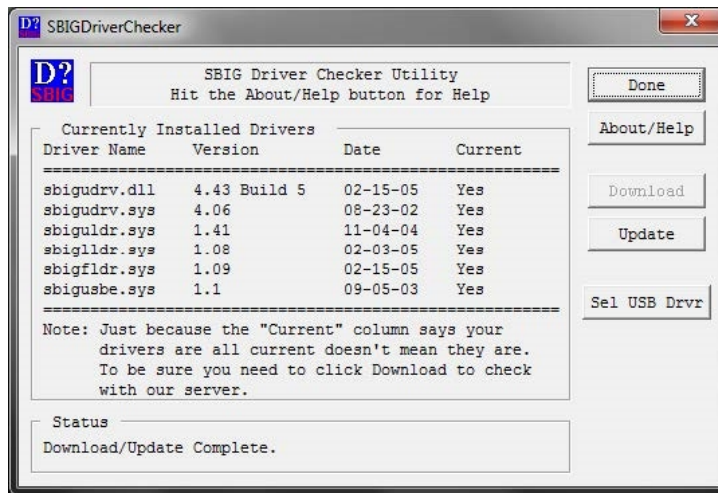 D? SBIGDriverChecker
D?
SBIG
SBIG Driver Checker Utility
Hit the About/Help button for Help
Done
About/Help
Download
Update
Sel USB Drvr
Currently Installed Drivers
Driver Name Version Date Current
sbigudrv.dll 4.43 Build 5 02-15-05 Yes
sbigudrv.sys 4.06 08-23-02 Yes
sbiguldr.sys 1.41 11-04-04 Yes
sbiglldr.sys 1.08 02-03-05 Yes
sbigfldr.sys 1.09 02-15-05 Yes
sbigusbe.sys 1.1 09-05-03 Yes
Note: Just because the "Current" column says your
drivers are all current doesn't mean they are.
To be sure you need to click Download to check
with our server.
Status
Download/Update Complete.